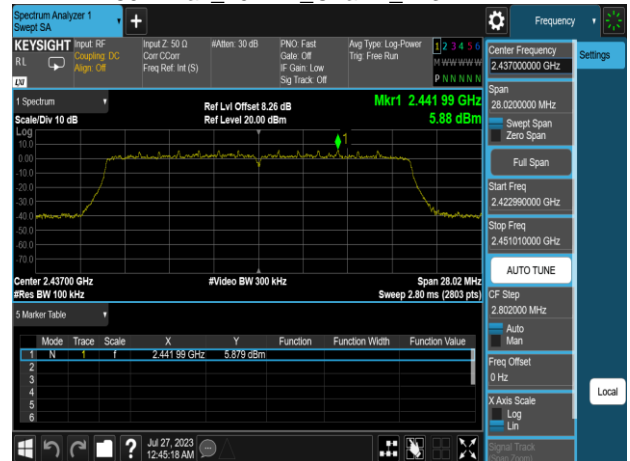 Spectrum Analyzer 1
Swept SA
Frequency
KEYSIGHT
RL
LXI
Input: RF
Coupling: DC
Align: Off
Input Z: 50 Ω
Corr CCorr
Freq Ref: Int (S)
#Atten: 30 dB
PNO: Fast
Gate: Off
IF Gain: Low
Sig Track: Off
Avg Type: Log-Power
Trig: Free Run
1 2 3 4 5 6
M W W W W W
P N N N N N
Center Frequency
2.437000000 GHz
Settings
Span
28.0200000 MHz
Swept Span
Zero Span
Full Span
Start Freq
2.422990000 GHz
Stop Freq
2.451010000 GHz
AUTO TUNE
CF Step
2.802000 MHz
Auto
Man
Freq Offset
0 Hz
X Axis Scale
Log
Lin
Local
Signal Track
(Span Zoom)
1 Spectrum
Scale/Div 10 dB
Log
Ref Lvl Offset 8.26 dB
Ref Level 20.00 dBm
Mkr1 2.441 99 GHz
5.88 dBm
1
10.0
0.00
-10.0
-20.0
-30.0
-40.0
-50.0
-60.0
-70.0
Center 2.43700 GHz
#Res BW 100 kHz
#Video BW 300 kHz
Span 28.02 MHz
Sweep 2.80 ms (2803 pts)
5 Marker Table
Mode Trace Scale X Y Function Function Width Function Value
1 N 1 f 2.441 99 GHz 5.879 dBm
2
3
4
5
6
?
Jul 27, 2023
12:45:18 AM